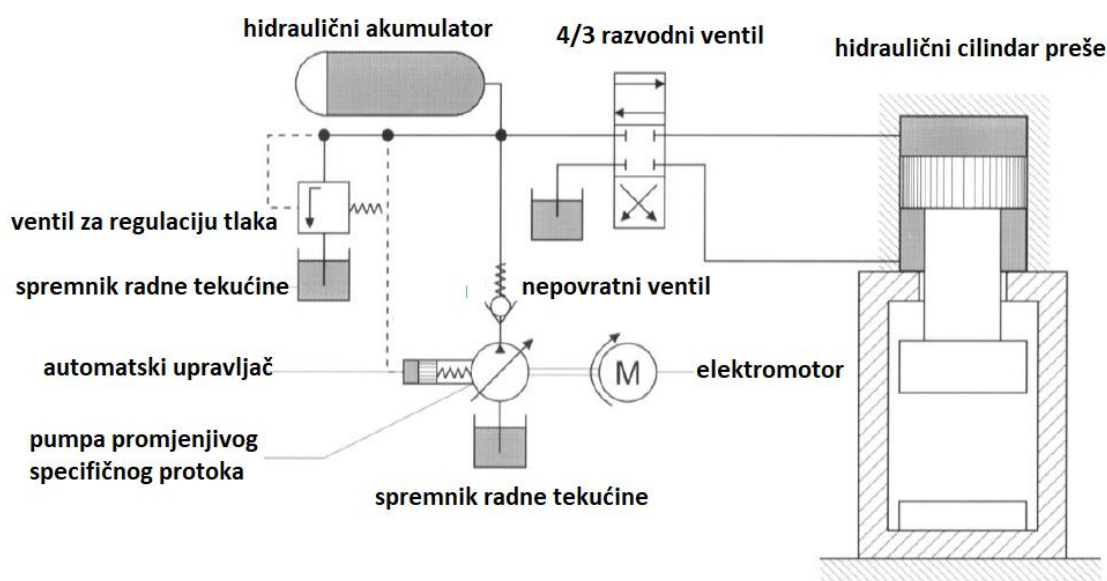 hidraulični akumulator
4/3 razvodni ventil
hidraulični cilindar preše
ventil za regulaciju tlaka
spremnik radne tekućine
nepovratni ventil
automatski upravljač
M
elektromotor
pumpa promjenjivog
specifičnog protoka
spremnik radne tekućine